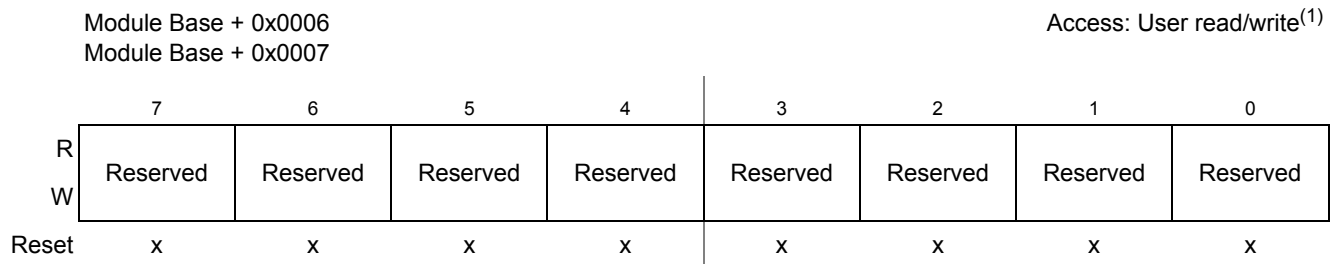 Module Base + 0x0006 Access: User read/write(1)
Module Base + 0x0007
7 6 5 4 3 2 1 0
R
Reserved Reserved Reserved Reserved Reserved Reserved Reserved Reserved
W
Reset x x x x x x x x